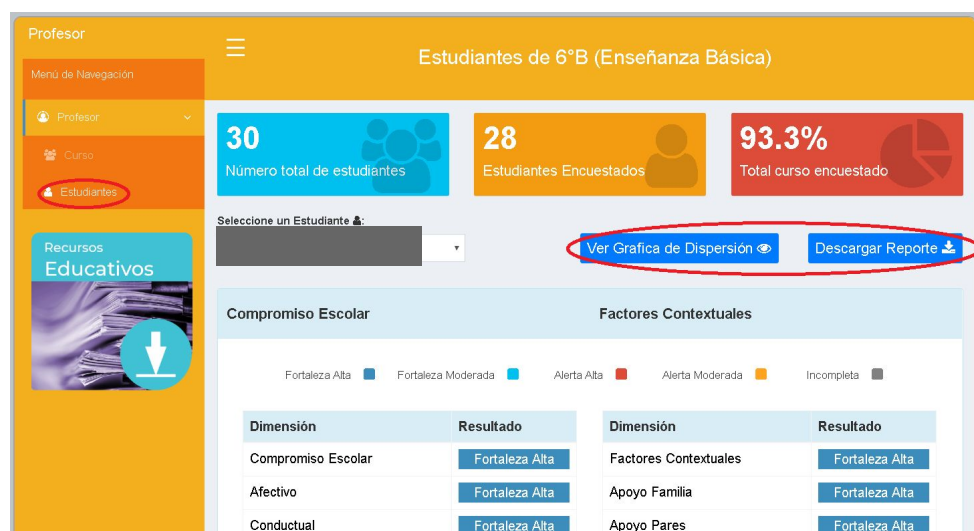 Profesor
Estudiantes de 6°B (Enseñanza Básica)
Menú de Navegación
Profesor
Curso
Estudiantes
30
Número total de estudiantes
28
Estudiantes Encuestados
93.3%
Total curso encuestado
Seleccione un Estudiante :
Ver Grafica de Dispersión
Descargar Reporte
Recursos
Educativos
Compromiso Escolar
Factores Contextuales
Fortaleza Alta Fortaleza Moderada Alerta Alta Alerta Moderada Incompleta
Dimensión Resultado
Compromiso Escolar Fortaleza Alta
Afectivo Fortaleza Alta
Conductual Fortaleza Alta
Dimensión Resultado
Factores Contextuales Fortaleza Alta
Apoyo Familia Fortaleza Alta
Apoyo Pares Fortaleza Alta